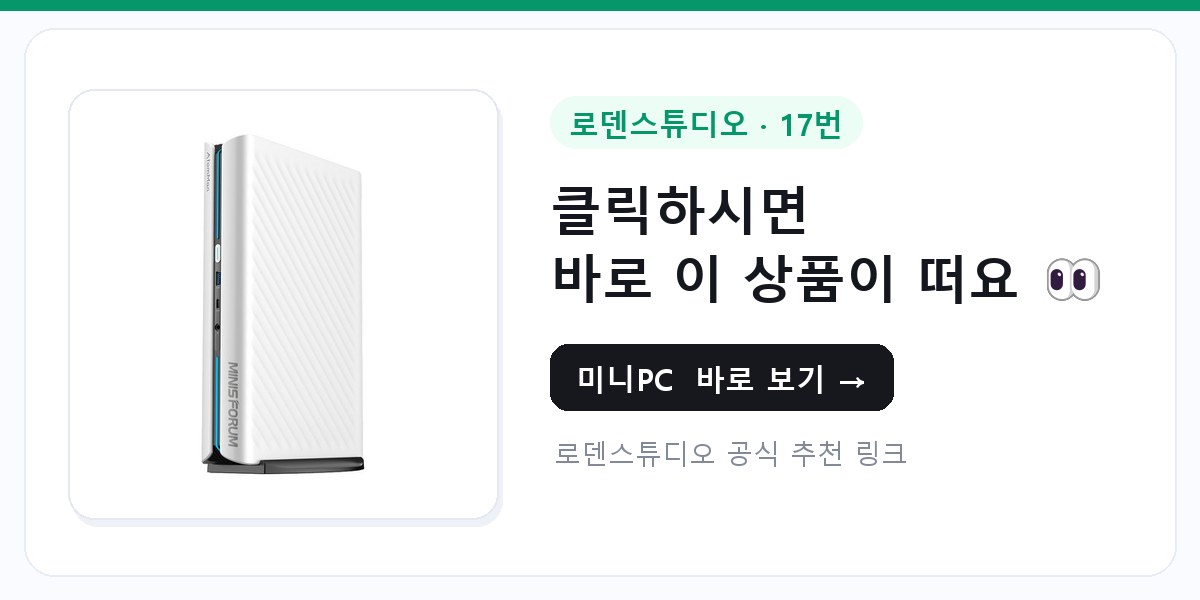 로덴스튜디오 · 17번
클릭하시면
바로 이 상품이 떠요 👀
미니PC 바로 보기 →
로덴스튜디오 공식 추천 링크
AtomMan
MINISFORUM